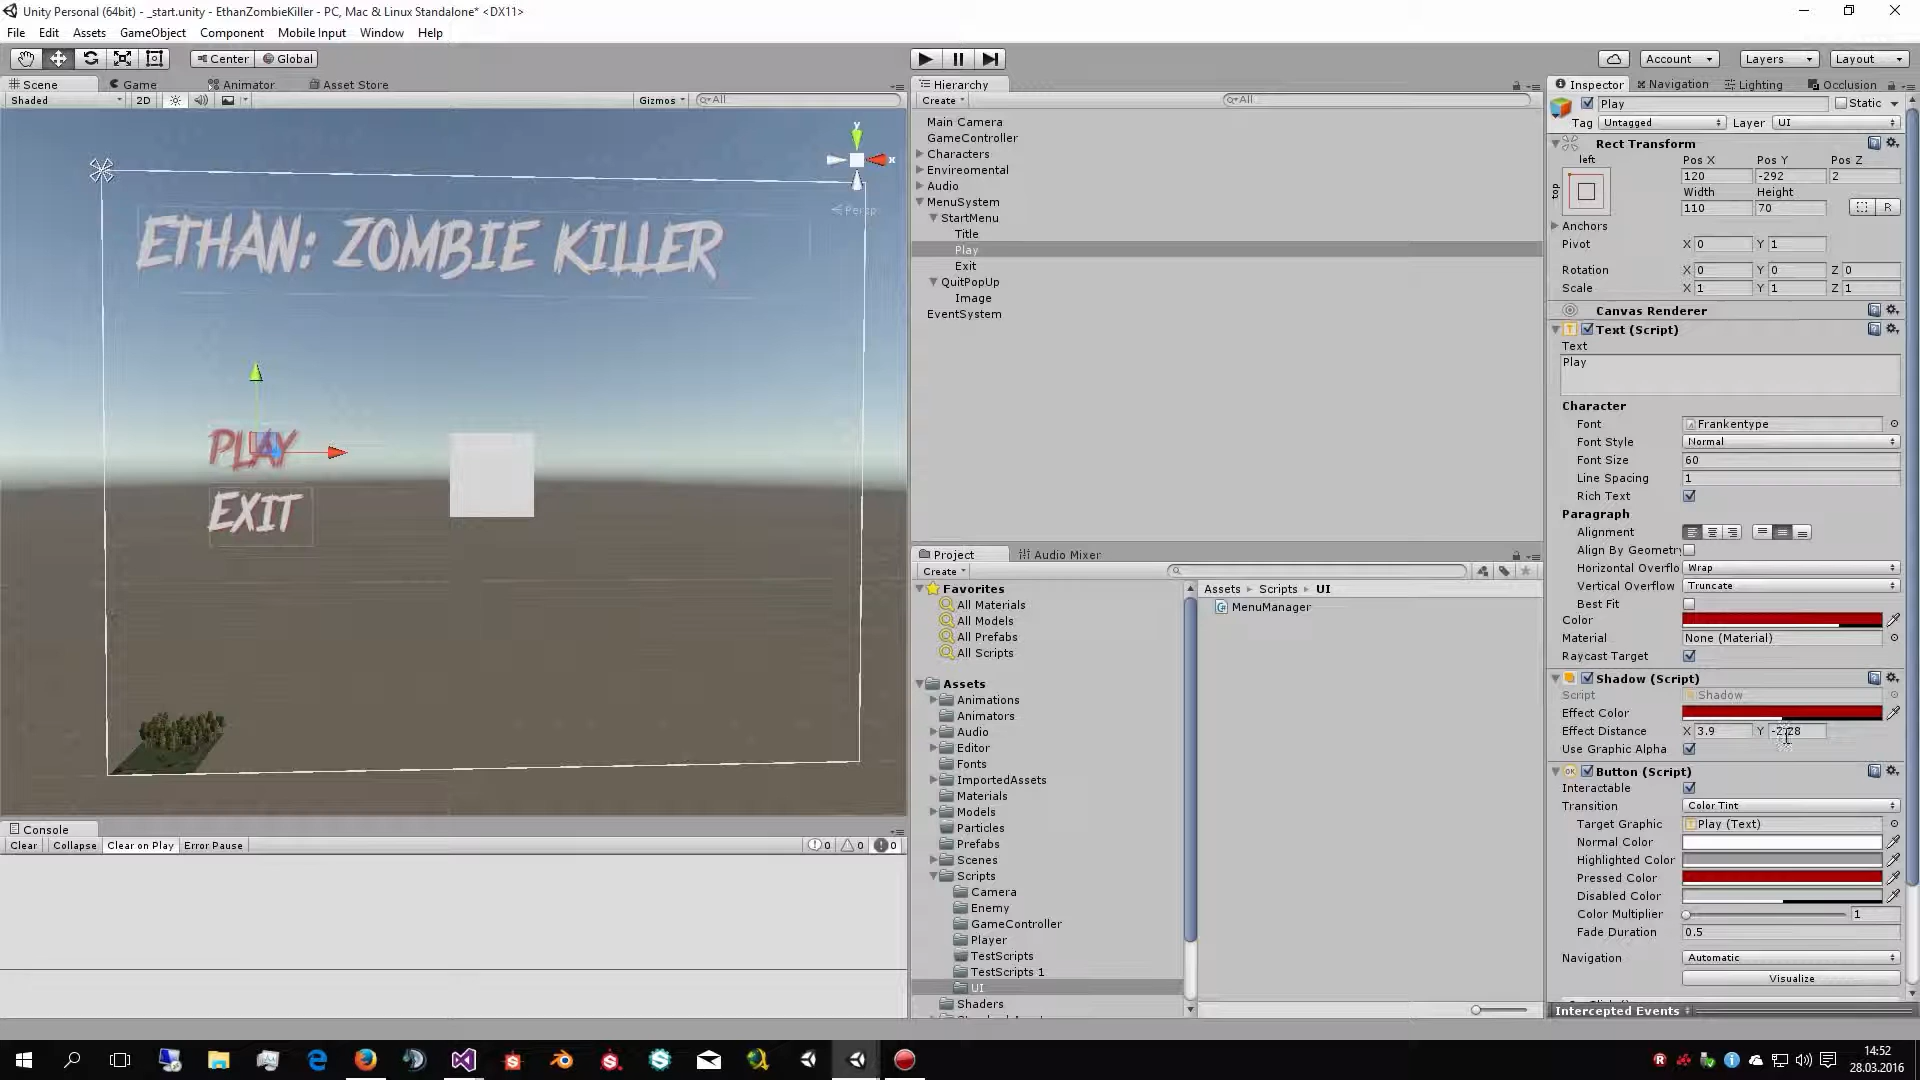 Unity Personal (64bit) - _start.unity - EthanZombieKiller - PC, Mac & Linux Standalone* <DX11>
File Edit Assets GameObject Component Mobile Input Window Help
Center Global
Account Layers Layout
Scene Game Animator Asset Store
Shaded 2D Gizmos All
y
x
Persp
ETHAN: ZOMBIE KILLER
PLAY
EXIT
Console
Clear Collapse Clear on Play Error Pause 0 0 0
Hierarchy
Create All
Main Camera
GameController
Characters
Enviromental
Audio
MenuSystem
StartMenu
Title
Play
Exit
QuitPopUp
Image
EventSystem
Project Audio Mixer
Create
Favorites
All Materials
All Models
All Prefabs
All Scripts
Assets
Animations
Animators
Audio
Editor
Fonts
ImportedAssets
Materials
Models
Particles
Prefabs
Scenes
Scripts
Camera
Enemy
GameController
Player
TestScripts
TestScripts 1
UI
Shaders
Assets Scripts UI
MenuManager
Inspector Navigation Lighting Occlusion
Play Static
Tag Untagged Layer UI
Rect Transform
left
top
Pos X Pos Y Pos Z
120 -292 2
Width Height
110 70 R
Anchors
Pivot X 0 Y 1
Rotation X 0 Y 0 Z 0
Scale X 1 Y 1 Z 1
Canvas Renderer
Text (Script)
Text
Play
Character
Font Frankentype
Font Style Normal
Font Size 60
Line Spacing 1
Rich Text
Paragraph
Alignment
Align By Geometr
Horizontal Overflo Wrap
Vertical Overflow Truncate
Best Fit
Color
Material None (Material)
Raycast Target
Shadow (Script)
Script Shadow
Effect Color
Effect Distance X 3.9 Y
Use Graphic Alpha
Button (Script)
Interactable
Transition Color Tint
Target Graphic Play (Text)
Normal Color
Highlighted Color
Pressed Color
Disabled Color
Color Multiplier 1
Fade Duration 0.5
Navigation Automatic
Visualize
Intercepted Events
14:52
28.03.2016